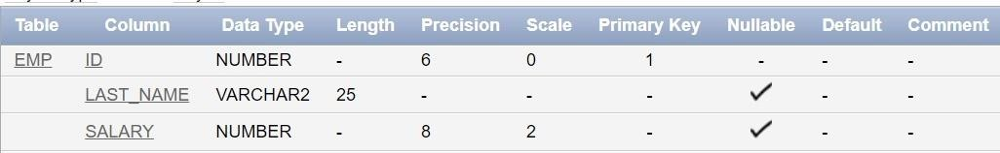 Table Column Data Type Length Precision Scale Primary Key Nullable Default Comment
EMP ID NUMBER - 6 0 1 - - -
LAST_NAME VARCHAR2 25 - - - - -
SALARY NUMBER - 8 2 - - -